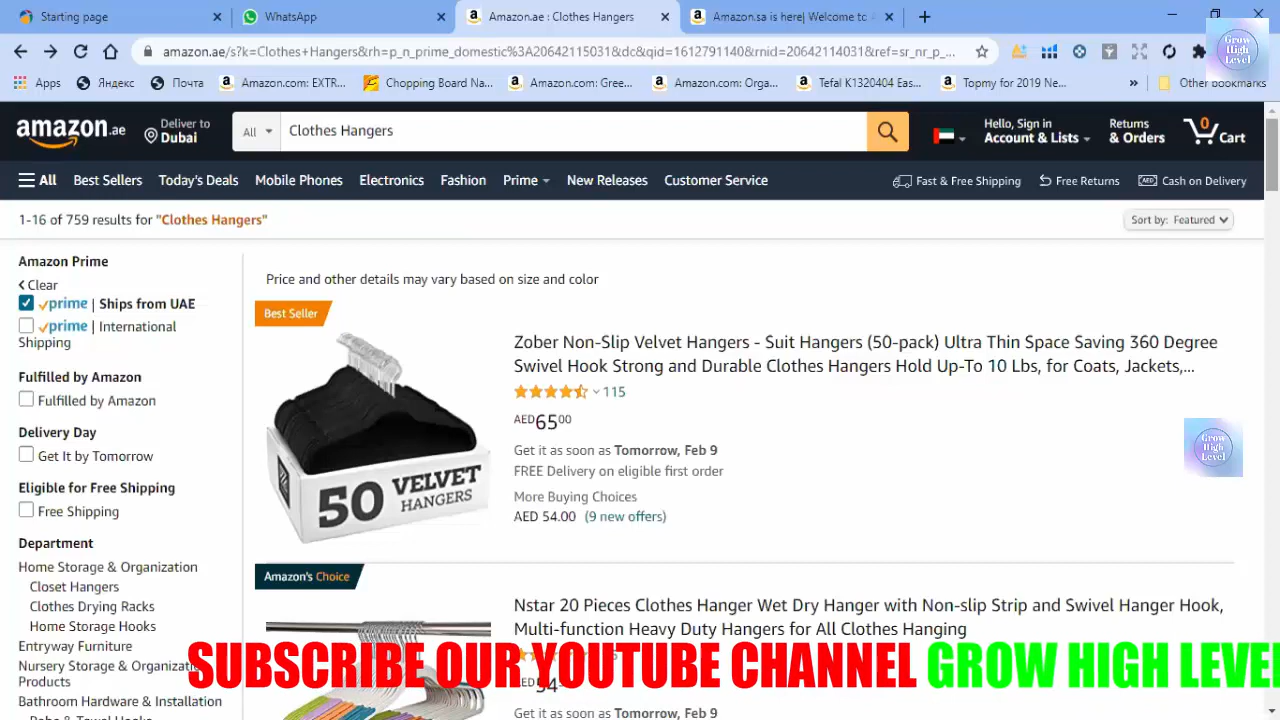 Starting page
WhatsApp
Amazon.ae : Clothes Hangers
Amazon.sa is here| Welcome to
amazon.ae/s?k=Clothes+Hangers&rh=p_n_prime_domestic%3A20642115031&dc&qid=1612791140&rnid=20642114031&ref=sr_nr_p_...
Apps
Яндекс
Почта
Amazon.com: EXTR...
Chopping Board Na...
Amazon.com: Gree...
Amazon.com: Orga...
Tefal K1320404 Eas...
Topmy for 2019 Ne...
Other bookmarks
Grow
High
Level
amazon.ae
Deliver to
Dubai
All
Clothes Hangers
Hello, Sign in
Account & Lists
Returns
& Orders
0
Cart
All
Best Sellers
Today's Deals
Mobile Phones
Electronics
Fashion
Prime
New Releases
Customer Service
Fast & Free Shipping
Free Returns
AED
Cash on Delivery
1-16 of 759 results for "Clothes Hangers"
Sort by: Featured
Amazon Prime
Clear
prime | Ships from UAE
prime | International
Shipping
Fulfilled by Amazon
Fulfilled by Amazon
Delivery Day
Get It by Tomorrow
Eligible for Free Shipping
Free Shipping
Department
Home Storage & Organization
Closet Hangers
Clothes Drying Racks
Home Storage Hooks
Entryway Furniture
Nursery Storage & Organizati
Products
Bathroom Hardware & Installation
Price and other details may vary based on size and color
Best Seller
50 VELVET
HANGERS
Zober Non-Slip Velvet Hangers - Suit Hangers (50-pack) Ultra Thin Space Saving 360 Degree
Swivel Hook Strong and Durable Clothes Hangers Hold Up-To 10 Lbs, for Coats, Jackets,...
115
AED6500
Get it as soon as Tomorrow, Feb 9
FREE Delivery on eligible first order
More Buying Choices
AED 54.00 (9 new offers)
Grow
High
Level
Amazon's Choice
Nstar 20 Pieces Clothes Hanger Wet Dry Hanger with Non-slip Strip and Swivel Hanger Hook,
Multi-function Heavy Duty Hangers for All Clothes Hanging
AED54
Get it as soon as Tomorrow, Feb 9
SUBSCRIBE OUR YOUTUBE CHANNEL GROW HIGH LEVEL